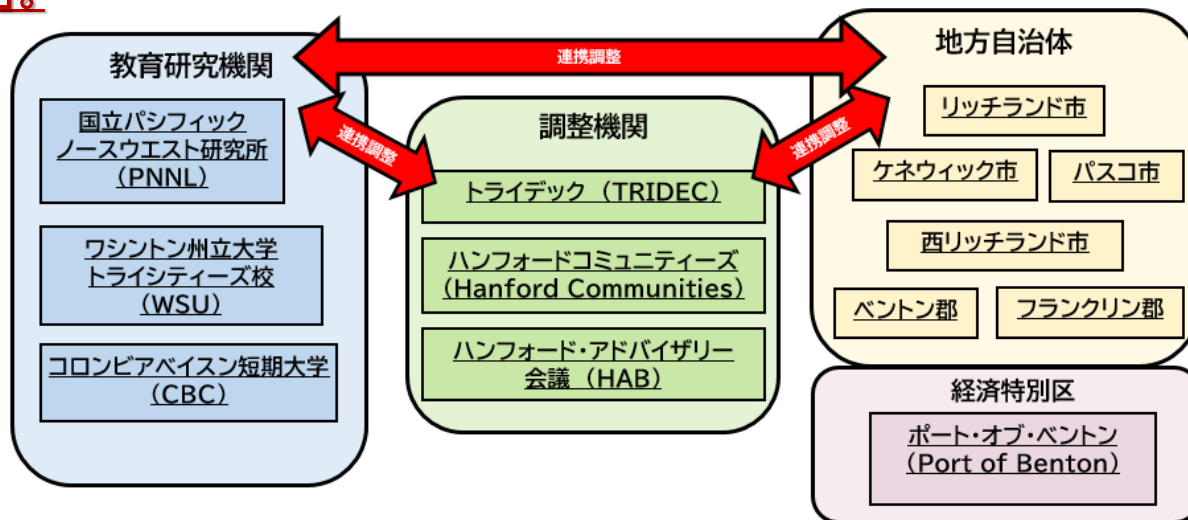 。
教育研究機関
国立パシフィック
ノースウエスト研究所
(PNNL)
ワシントン州立大学
トライシティーズ校
(WSU)
コロンビアベイスン短期大学
(CBC)
連携調整
連携調整
連携調整
調整機関
トライデック (TRIDEC)
ハンフォードコミュニティーズ
(Hanford Communities)
ハンフォード・アドバイザリー
会議 (HAB)
地方自治体
リッチランド市
ケネウィック市
パスコ市
西リッチランド市
ベントン郡
フランクリン郡
経済特別区
ポート・オブ・ベントン
(Port of Benton)